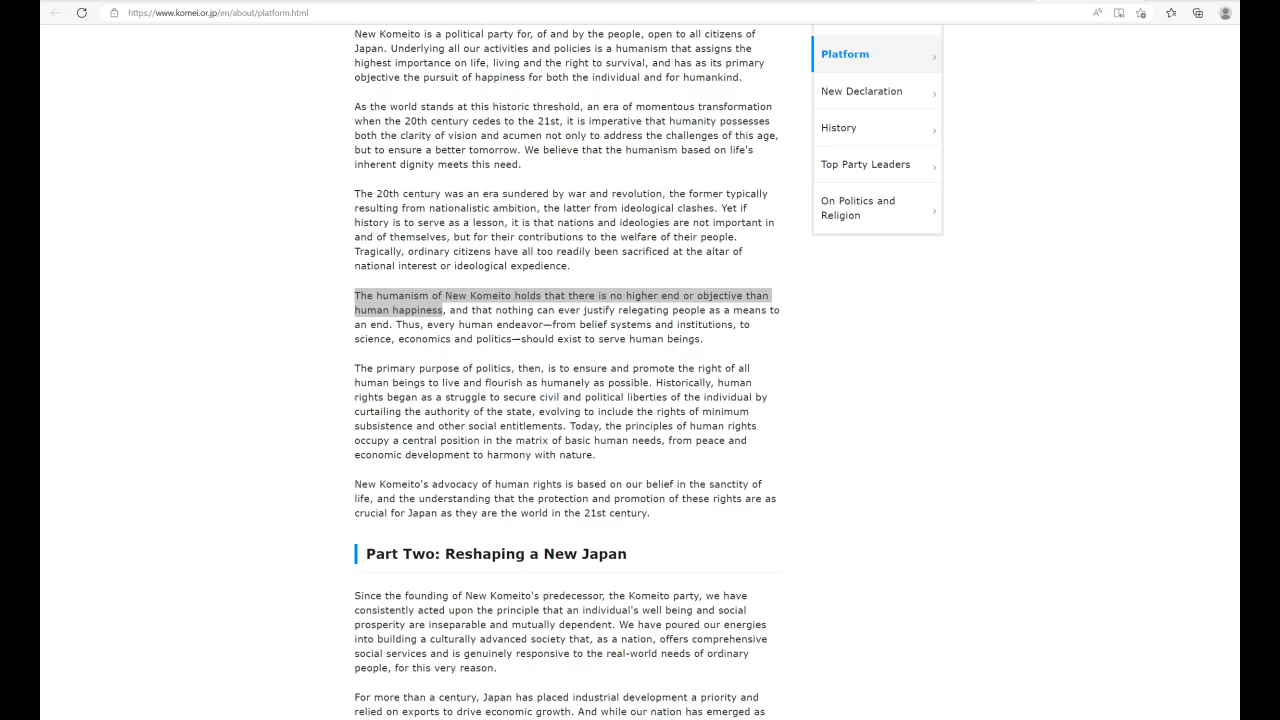 https://www.komei.or.jp/en/about/platform.html
New Komeito is a political party for, of and by the people, open to all citizens of
Japan. Underlying all our activities and policies is a humanism that assigns the
highest importance on life, living and the right to survival, and has as its primary
objective the pursuit of happiness for both the individual and for humankind.
As the world stands at this historic threshold, an era of momentous transformation
when the 20th century cedes to the 21st, it is imperative that humanity possesses
both the clarity of vision and acumen not only to address the challenges of this age,
but to ensure a better tomorrow. We believe that the humanism based on life's
inherent dignity meets this need.
The 20th century was an era sundered by war and revolution, the former typically
resulting from nationalistic ambition, the latter from ideological clashes. Yet if
history is to serve as a lesson, it is that nations and ideologies are not important in
and of themselves, but for their contributions to the welfare of their people.
Tragically, ordinary citizens have all too readily been sacrificed at the altar of
national interest or ideological expedience.
The humanism of New Komeito holds that there is no higher end or objective than
human happiness, and that nothing can ever justify relegating people as a means to
an end. Thus, every human endeavor—from belief systems and institutions, to
science, economics and politics—should exist to serve human beings.
The primary purpose of politics, then, is to ensure and promote the right of all
human beings to live and flourish as humanely as possible. Historically, human
rights began as a struggle to secure civil and political liberties of the individual by
curtailing the authority of the state, evolving to include the rights of minimum
subsistence and other social entitlements. Today, the principles of human rights
occupy a central position in the matrix of basic human needs, from peace and
economic development to harmony with nature.
New Komeito's advocacy of human rights is based on our belief in the sanctity of
life, and the understanding that the protection and promotion of these rights are as
crucial for Japan as they are the world in the 21st century.
Part Two: Reshaping a New Japan
Since the founding of New Komeito's predecessor, the Komeito party, we have
consistently acted upon the principle that an individual's well being and social
prosperity are inseparable and mutually dependent. We have poured our energies
into building a culturally advanced society that, as a nation, offers comprehensive
social services and is genuinely responsive to the real-world needs of ordinary
people, for this very reason.
For more than a century, Japan has placed industrial development a priority and
relied on exports to drive economic growth. And while our nation has emerged as
Platform
New Declaration
History
Top Party Leaders
On Politics and
Religion